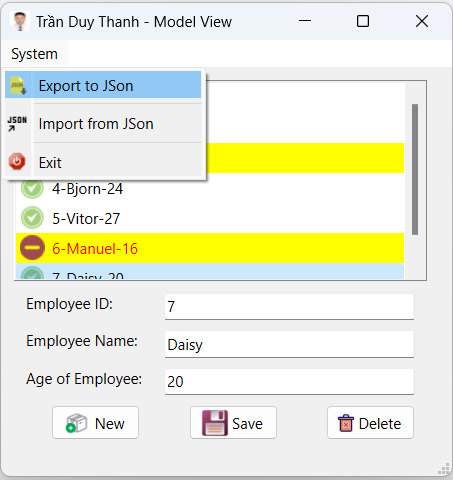 Trần Duy Thanh - Model View
System
Export to JSon
JSON
Import from JSon
Exit
4-Bjorn-24
5-Vitor-27
6-Manuel-16
7-Daisy-20
Employee ID:
7
Employee Name:
Daisy
Age of Employee:
20
New
Save
Delete